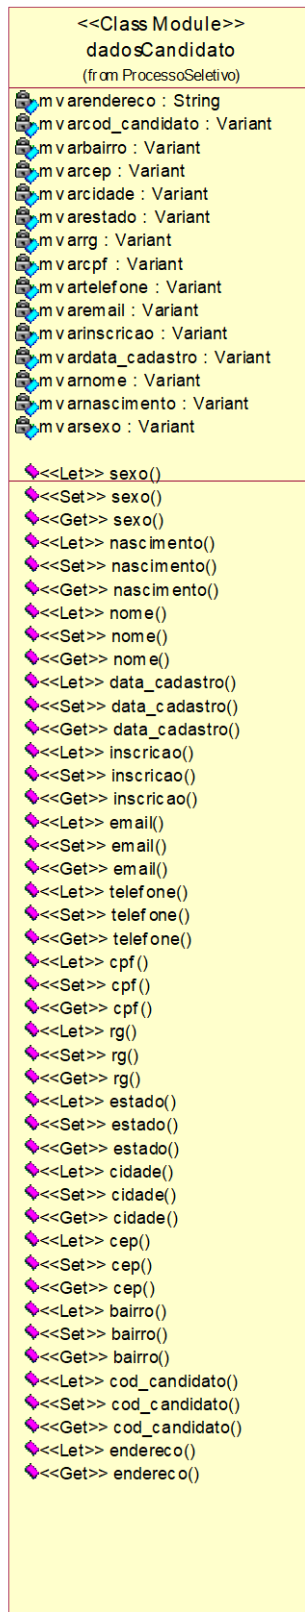 <<Class Module>>
dadosCandidato
(from ProcessoSeletivo)
mvarendereco : String
mvarcod_candidato : Variant
mvarbairro : Variant
mvarcep : Variant
mvarcidade : Variant
mvarestado : Variant
mvarrg : Variant
mvarcpf : Variant
mvartelefone : Variant
mvaremail : Variant
mvarinscricao : Variant
mvardata_cadastro : Variant
mvarnome : Variant
mvarnascimento : Variant
mvarsexo : Variant
<<Let>> sexo()
<<Set>> sexo()
<<Get>> sexo()
<<Let>> nascimento()
<<Set>> nascimento()
<<Get>> nascimento()
<<Let>> nome()
<<Set>> nome()
<<Get>> nome()
<<Let>> data_cadastro()
<<Set>> data_cadastro()
<<Get>> data_cadastro()
<<Let>> inscricao()
<<Set>> inscricao()
<<Get>> inscricao()
<<Let>> email()
<<Set>> email()
<<Get>> email()
<<Let>> telefone()
<<Set>> telefone()
<<Get>> telefone()
<<Let>> cpf()
<<Set>> cpf()
<<Get>> cpf()
<<Let>> rg()
<<Set>> rg()
<<Get>> rg()
<<Let>> estado()
<<Set>> estado()
<<Get>> estado()
<<Let>> cidade()
<<Set>> cidade()
<<Get>> cidade()
<<Let>> cep()
<<Set>> cep()
<<Get>> cep()
<<Let>> bairro()
<<Set>> bairro()
<<Get>> bairro()
<<Let>> cod_candidato()
<<Set>> cod_candidato()
<<Get>> cod_candidato()
<<Let>> endereco()
<<Get>> endereco()